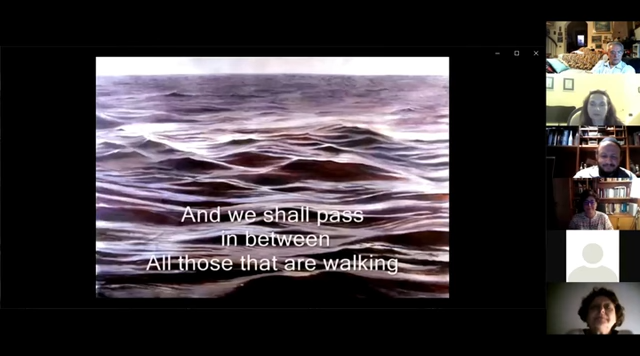 And we shall pass
in between
All those that are walking